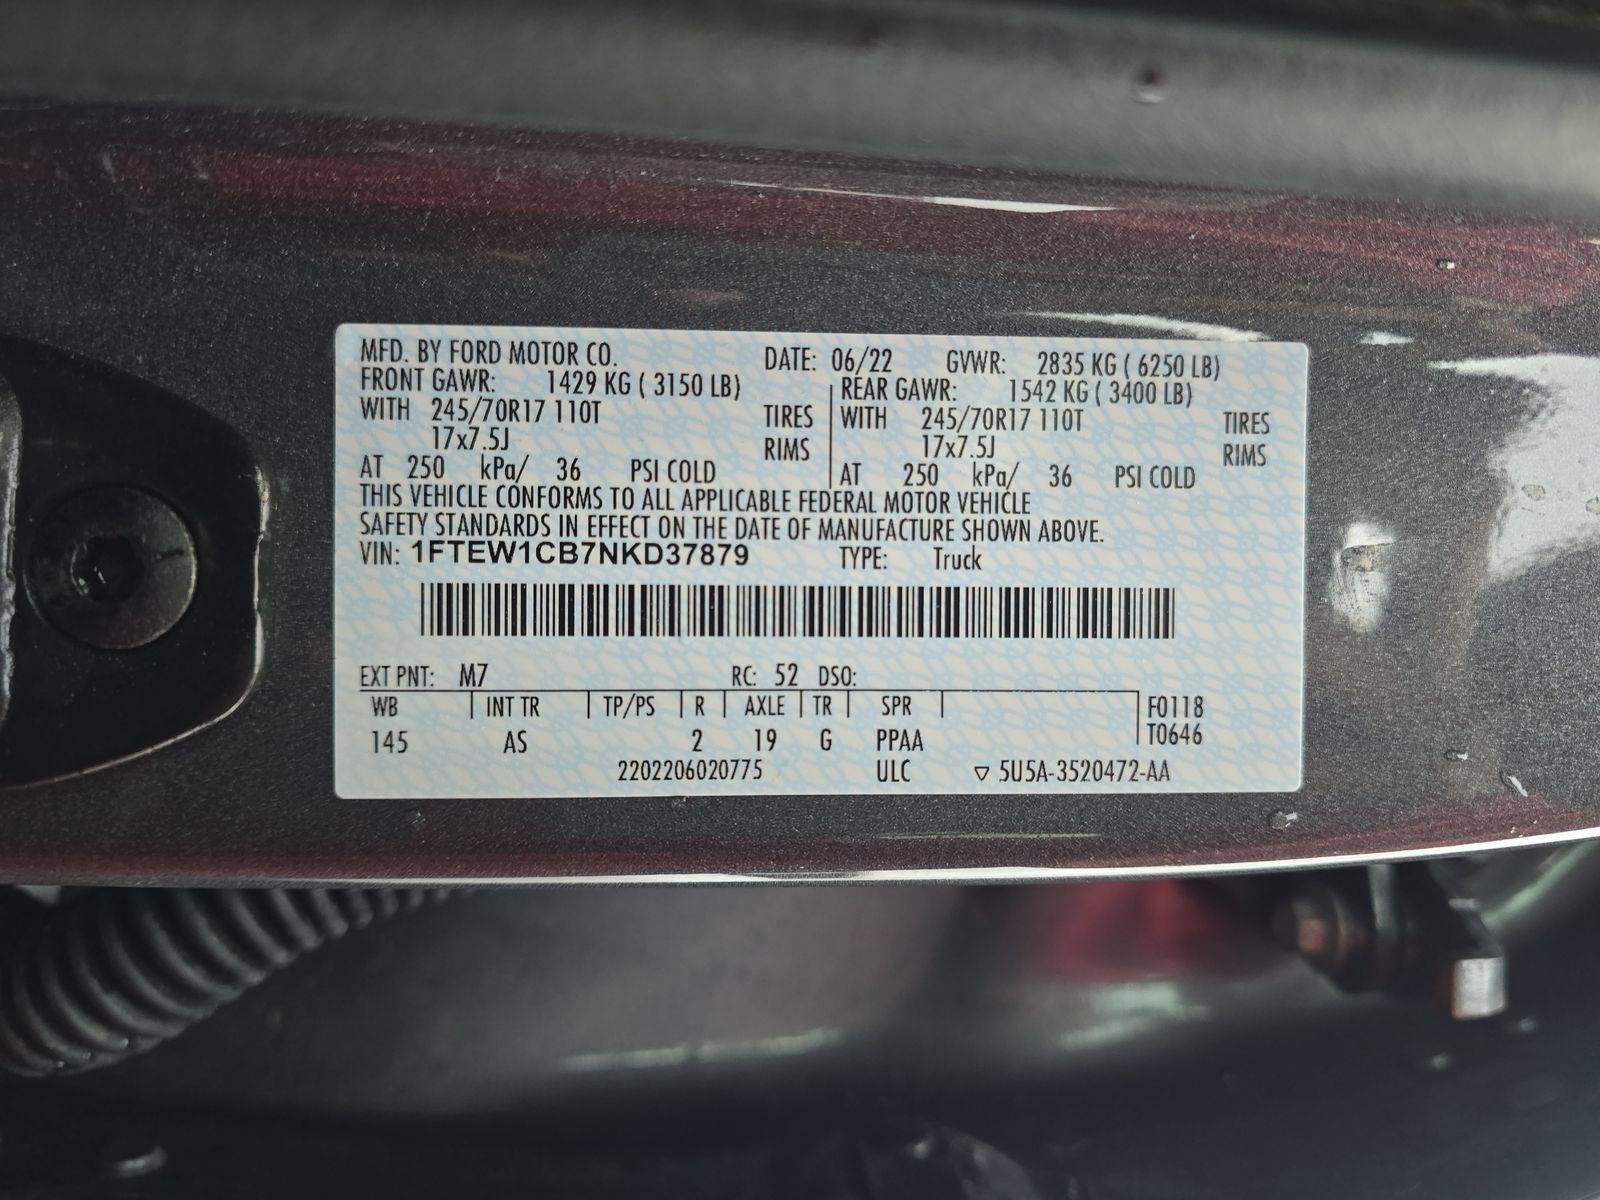 MFD. BY FORD MOTOR CO. DATE: 06/22 GVWR: 2835 KG ( 6250 LB)
FRONT GAWR: 1429 KG ( 3150 LB) REAR GAWR: 1542 KG ( 3400 LB)
WITH 245/70R17 110T TIRES WITH 245/70R17 110T TIRES
17x7.5J RIMS 17x7.5J RIMS
AT 250 kPa/ 36 PSI COLD AT 250 kPa/ 36 PSI COLD
THIS VEHICLE CONFORMS TO ALL APPLICABLE FEDERAL MOTOR VEHICLE
SAFETY STANDARDS IN EFFECT ON THE DATE OF MANUFACTURE SHOWN ABOVE.
VIN: 1FTEW1CB7NKD37879 TYPE: Truck
EXT PNT: M7 RC: 52 DSO:
WB INT TR TP/PS R AXLE TR SPR F0118
145 AS 2 19 G PPAA T0646
2202206020775 ULC ▽ 5U5A-3520472-AA